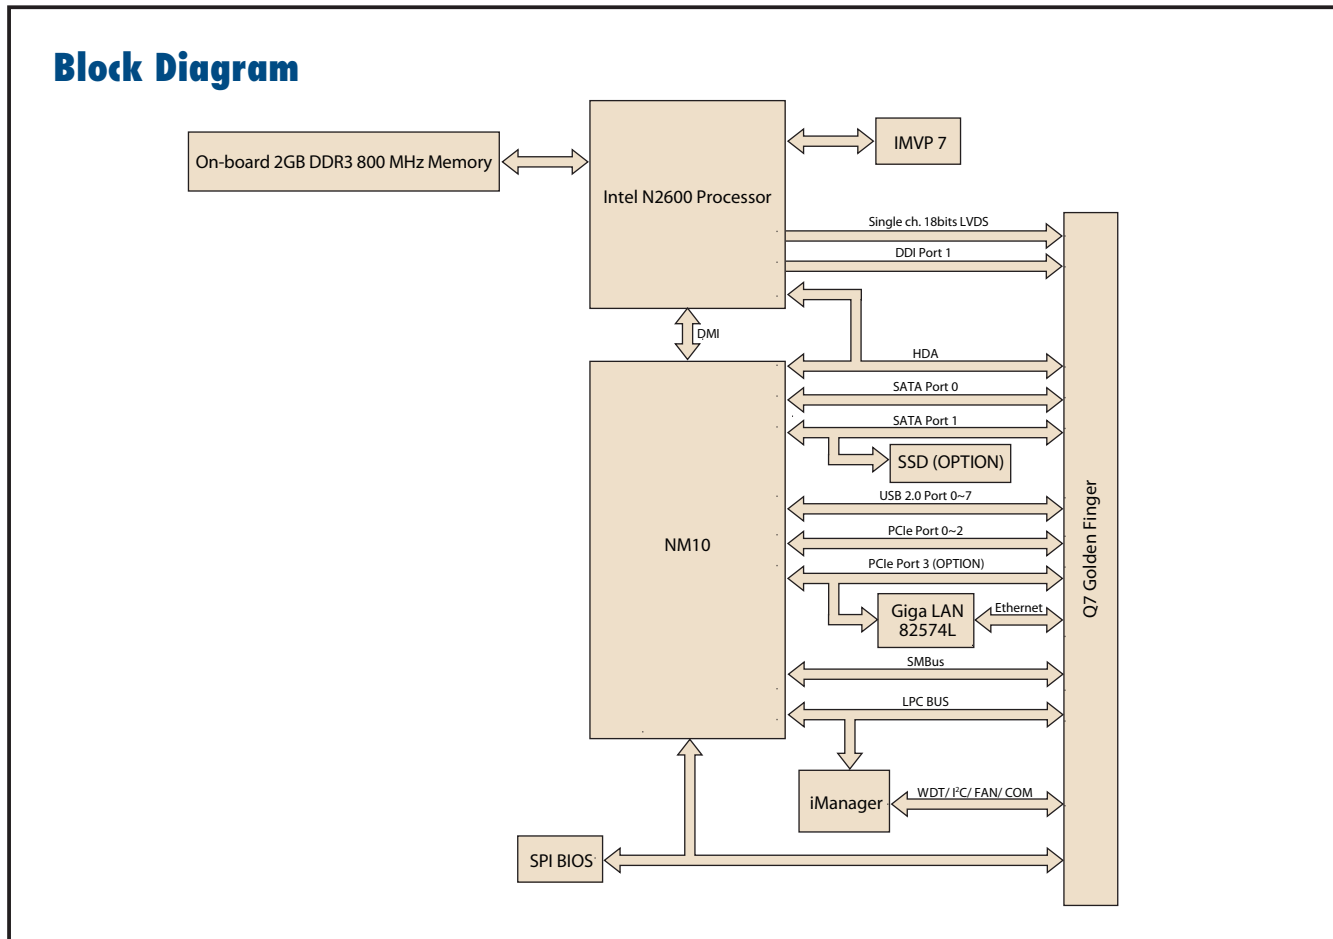 Block Diagram
On-board 2GB DDR3 800 MHz Memory
Intel N2600 Processor
IMVP 7
Single ch. 18bits LVDS
DDI Port 1
DMI
HDA
SATA Port 0
SATA Port 1
SSD (OPTION)
USB 2.0 Port 0~7
NM10
PCIe Port 0~2
PCIe Port 3 (OPTION)
Giga LAN
82574L
Ethernet
Q7 Golden Finger
SMBus
LPC BUS
iManager
WDT/ I²C/ FAN/ COM
SPI BIOS